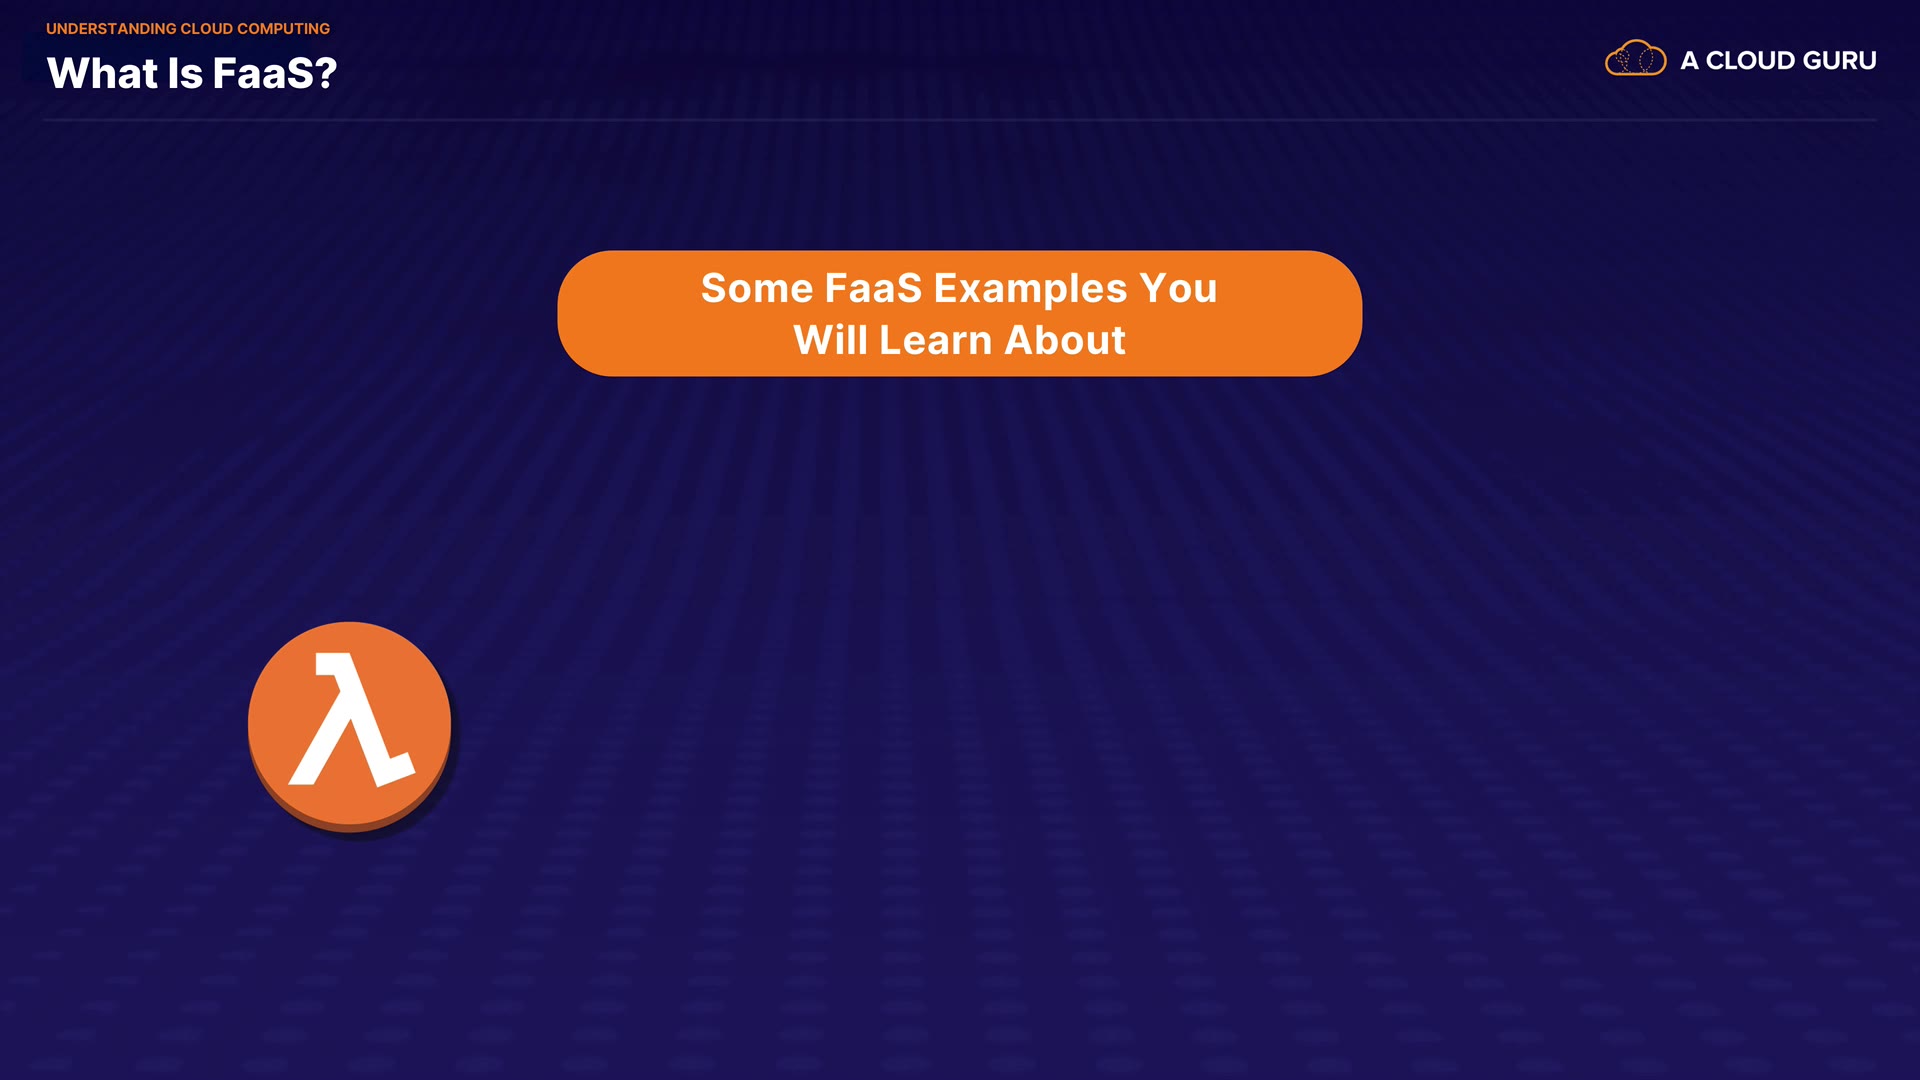 UNDERSTANDING CLOUD COMPUTING
What Is FaaS?
A CLOUD GURU
Some FaaS Examples You
Will Learn About
λ